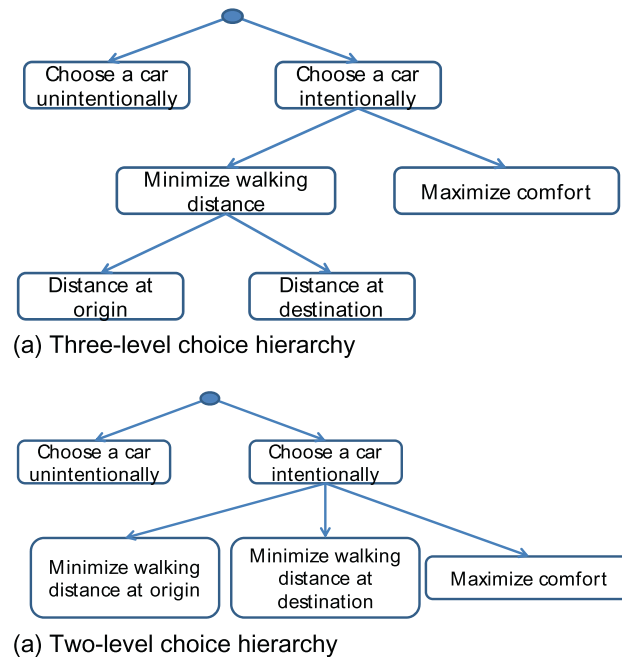 Choose a car
unintentionally
Choose a car
intentionally
Minimize walking
distance
Maximize comfort
Distance at
origin
Distance at
destination
(a) Three-level choice hierarchy
Choose a car
unintentionally
Choose a car
intentionally
Minimize walking
distance at origin
Minimize walking
distance at
destination
Maximize comfort
(a) Two-level choice hierarchy